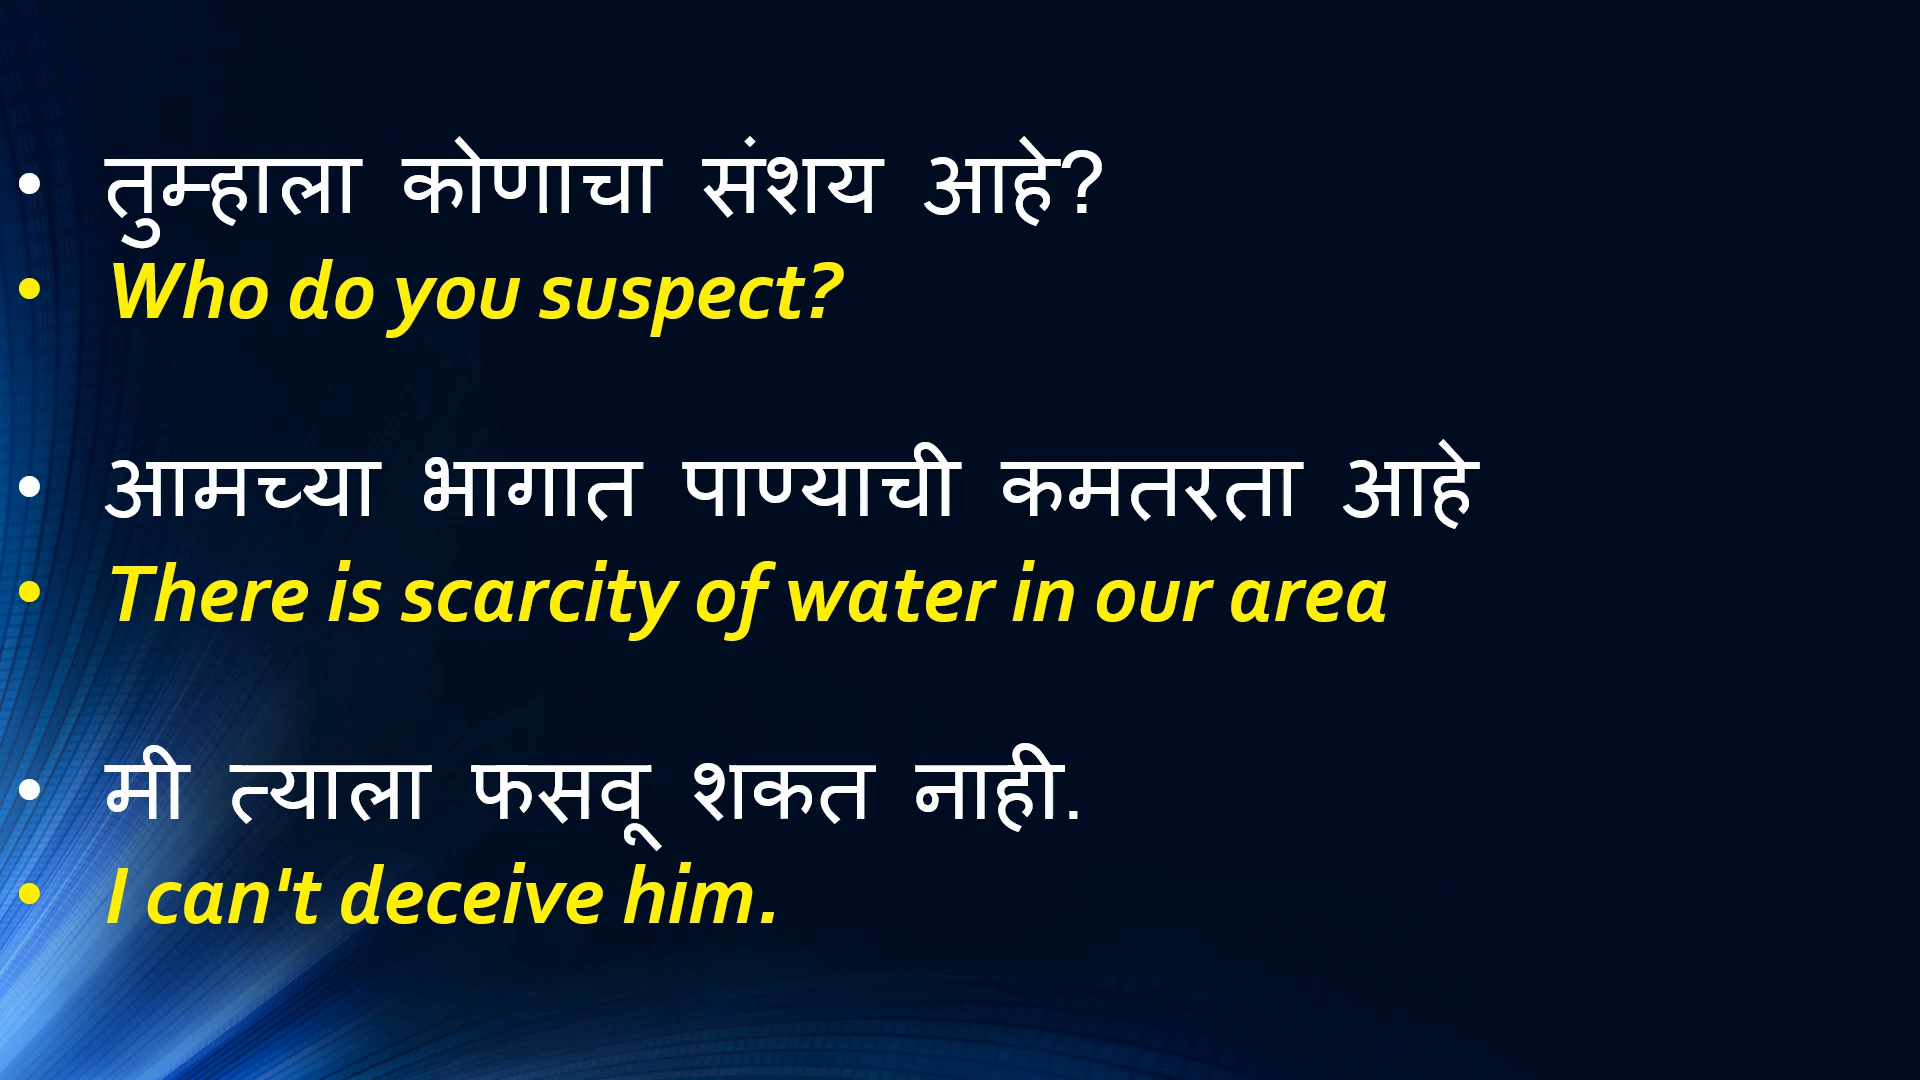 • तुम्हाला कोणाचा संशय आहे?
• Who do you suspect?
• आमच्या भागात पाण्याची कमतरता आहे
• There is scarcity of water in our area
• मी त्याला फसवू शकत नाही.
• I can't deceive him.